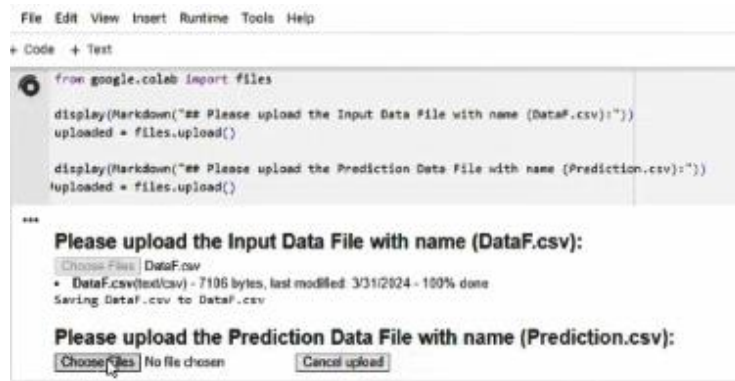 File Edit View Insert Runtime Tools Help
+ Code + Text
from google.colab import files
display(Markdown("## Please upload the Input Data File with name (DataF.csv):"))
uploaded = files.upload()
display(Markdown("## Please upload the Prediction Data File with name (Prediction.csv):"))
uploaded = files.upload()
Please upload the Input Data File with name (DataF.csv):
Choose Files DataF.csv
• DataF.csv(text/csv) - 7106 bytes, last modified: 3/31/2024 - 100% done
Saving DataF.csv to DataF.csv
Please upload the Prediction Data File with name (Prediction.csv):
Choose Files No file chosen Cancel upload